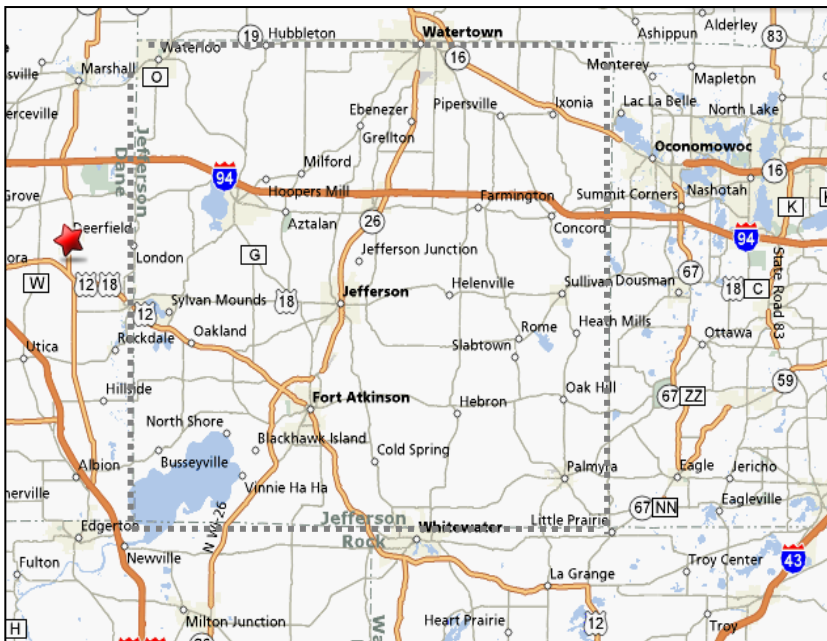 Waterloo
19
Hubbleton
Watertown
16
Ashippun
Alderley
83
Marshall
O
Monterey
Mapleton
Ebenezer
Pipersville
Ixonia
Lac La Belle
North Lake
Grellton
Oconomowoc
Jefferson
Dane
Milford
94
Hoopers Mill
16
Summit Corners
Nashotah
Farmington
K
Aztalan
26
Concord
94
Deerfield
London
G
Jefferson Junction
67
W
12
18
Sylvan Mounds
18
Jefferson
Helenville
Sullivan
Dousman
18
C
State Road 83
12
Oakland
Rome
Heath Mills
Ottawa
Utica
Rockdale
Slabtown
Hillside
Fort Atkinson
Hebron
Oak Hill
67
ZZ
59
North Shore
Blackhawk Island
Cold Spring
Albion
Busseyville
Vinnie Ha Ha
Palmyra
Eagle
Jericho
N WI-26
67
NN
Eagleville
Edgerton
Jefferson
Rock
Whitewater
Little Prairie
Newville
Fulton
43
Troy Center
La Grange
Milton Junction
Heart Prairie
12
Troy
H